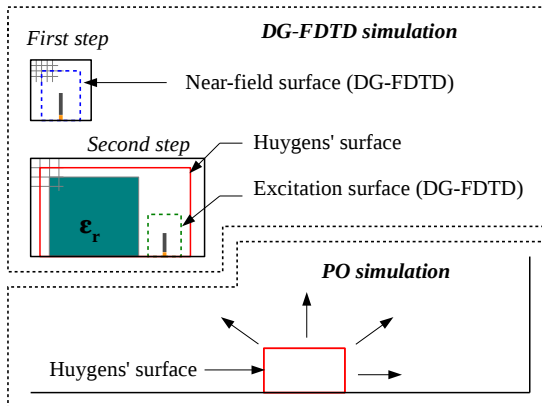 First step
DG-FDTD simulation
Near-field surface (DG-FDTD)
Second step
Huygens' surface
Excitation surface (DG-FDTD)
εr
PO simulation
Huygens' surface